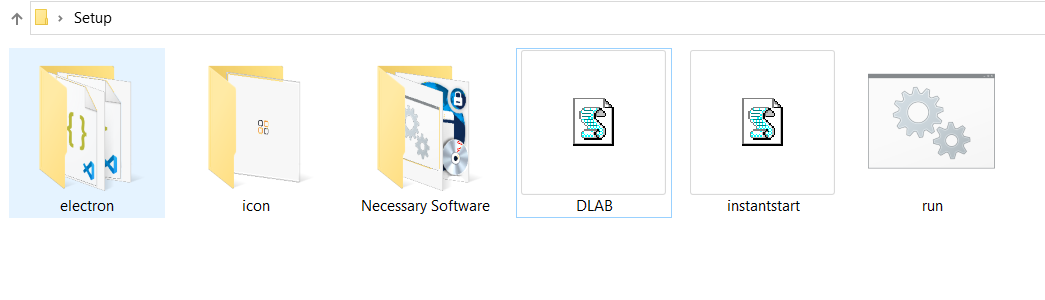 Setup
electron
icon
Necessary Software
DLAB
instantstart
run